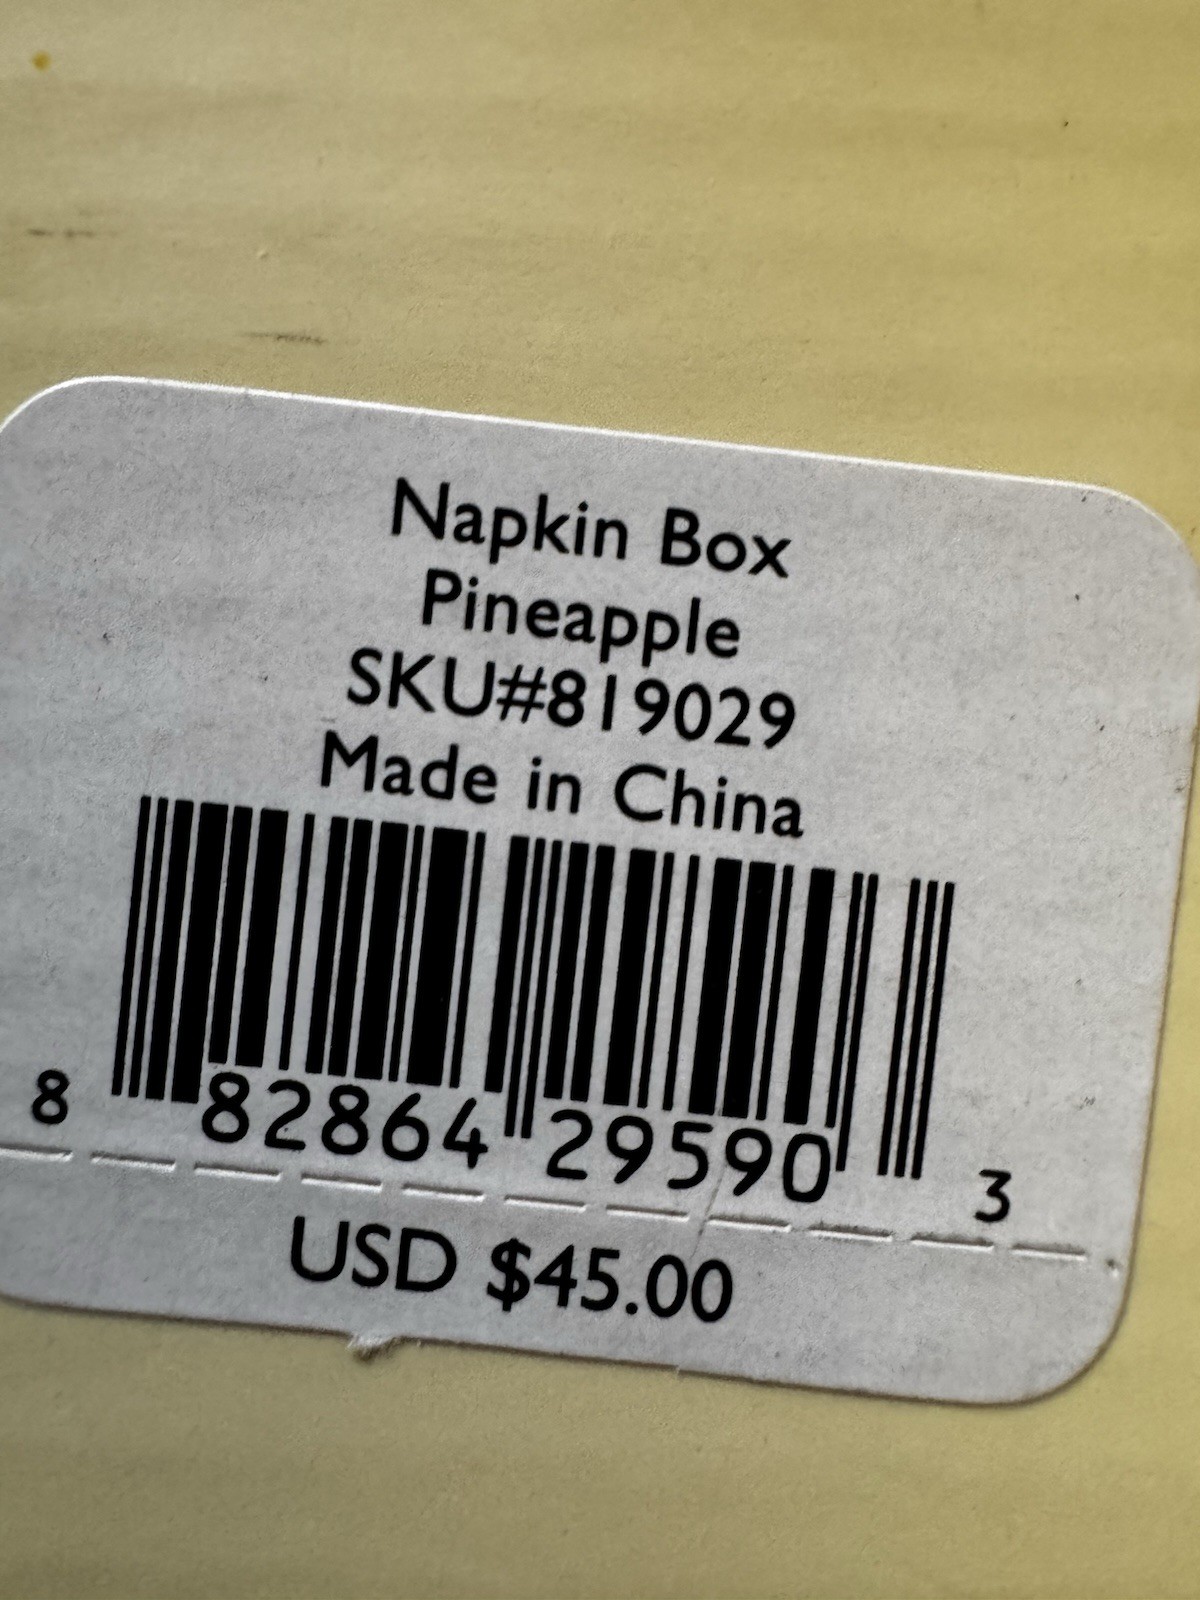 Napkin Box
Pineapple
SKU#819029
Made in China
8 82864 29590 3
USD $45.00